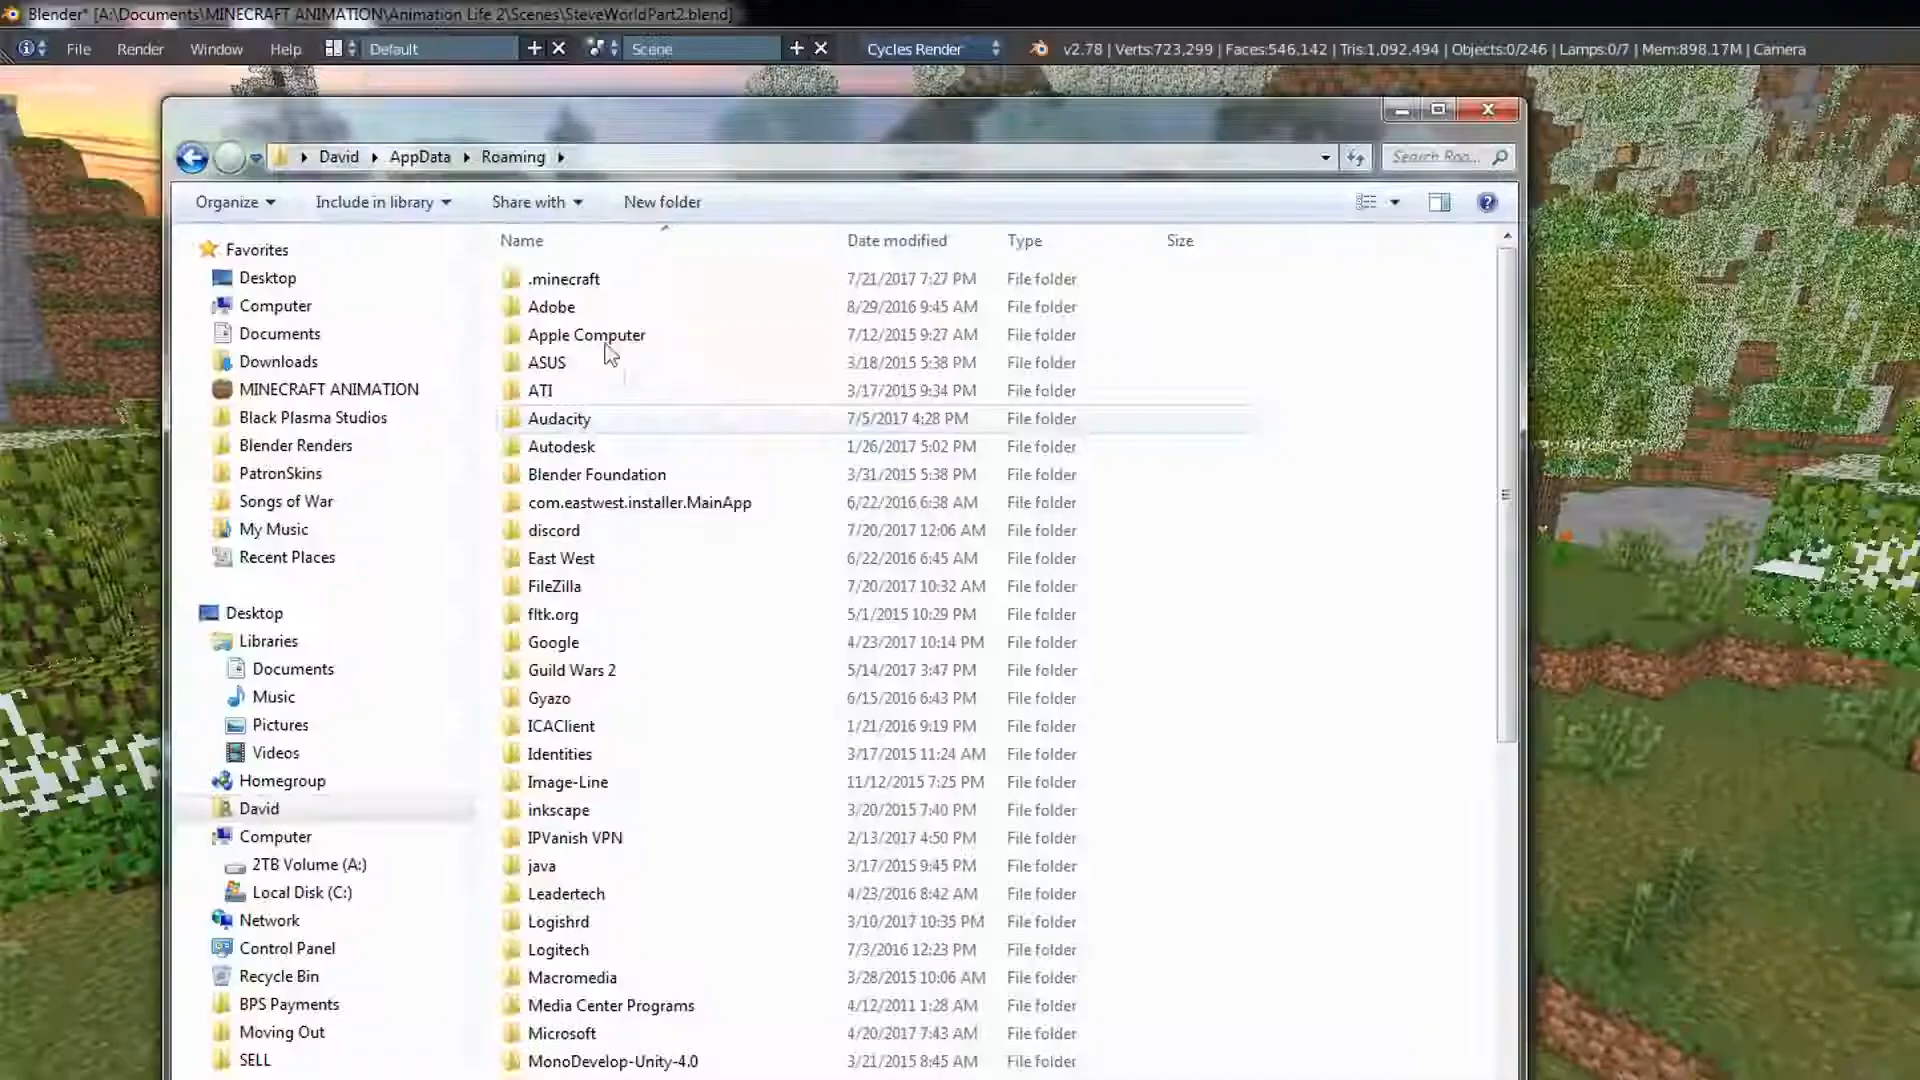 Blender* [A:\Documents\MINECRAFT ANIMATION\Animation Life 2\Scenes\SteveWorldPart2.blend]
File Render Window Help Default Scene Cycles Render v2.78 | Verts:723,299 | Faces:546,142 | Tris:1,092,494 | Objects:0/246 | Lamps:0/7 | Mem:898.17M | Camera
David AppData Roaming Search Roa...
Organize Include in library Share with New folder
Name Date modified Type Size
Favorites
Desktop
Computer
Documents
Downloads
MINECRAFT ANIMATION
Black Plasma Studios
Blender Renders
PatronSkins
Songs of War
My Music
Recent Places
Desktop
Libraries
Documents
Music
Pictures
Videos
Homegroup
David
Computer
2TB Volume (A:)
Local Disk (C:)
Network
Control Panel
Recycle Bin
BPS Payments
Moving Out
SELL
.minecraft 7/21/2017 7:27 PM File folder
Adobe 8/29/2016 9:45 AM File folder
Apple Computer 7/12/2015 9:27 AM File folder
ASUS 3/18/2015 5:38 PM File folder
ATI 3/17/2015 9:34 PM File folder
Audacity 7/5/2017 4:28 PM File folder
Autodesk 1/26/2017 5:02 PM File folder
Blender Foundation 3/31/2015 5:38 PM File folder
com.eastwest.installer.MainApp 6/22/2016 6:38 AM File folder
discord 7/20/2017 12:06 AM File folder
East West 6/22/2016 6:45 AM File folder
FileZilla 7/20/2017 10:32 AM File folder
fltk.org 5/1/2015 10:29 PM File folder
Google 4/23/2017 10:14 PM File folder
Guild Wars 2 5/14/2017 3:47 PM File folder
Gyazo 6/15/2016 6:43 PM File folder
ICAClient 1/21/2016 9:19 PM File folder
Identities 3/17/2015 11:24 AM File folder
Image-Line 11/12/2015 7:25 PM File folder
inkscape 3/20/2015 7:40 PM File folder
IPVanish VPN 2/13/2017 4:50 PM File folder
java 3/17/2015 9:45 PM File folder
Leadertech 4/23/2016 8:42 AM File folder
Logishrd 3/10/2017 10:35 PM File folder
Logitech 7/3/2016 12:23 PM File folder
Macromedia 3/28/2015 10:06 AM File folder
Media Center Programs 4/12/2011 1:28 AM File folder
Microsoft 4/20/2017 7:43 AM File folder
MonoDevelop-Unity-4.0 3/21/2015 8:45 AM File folder